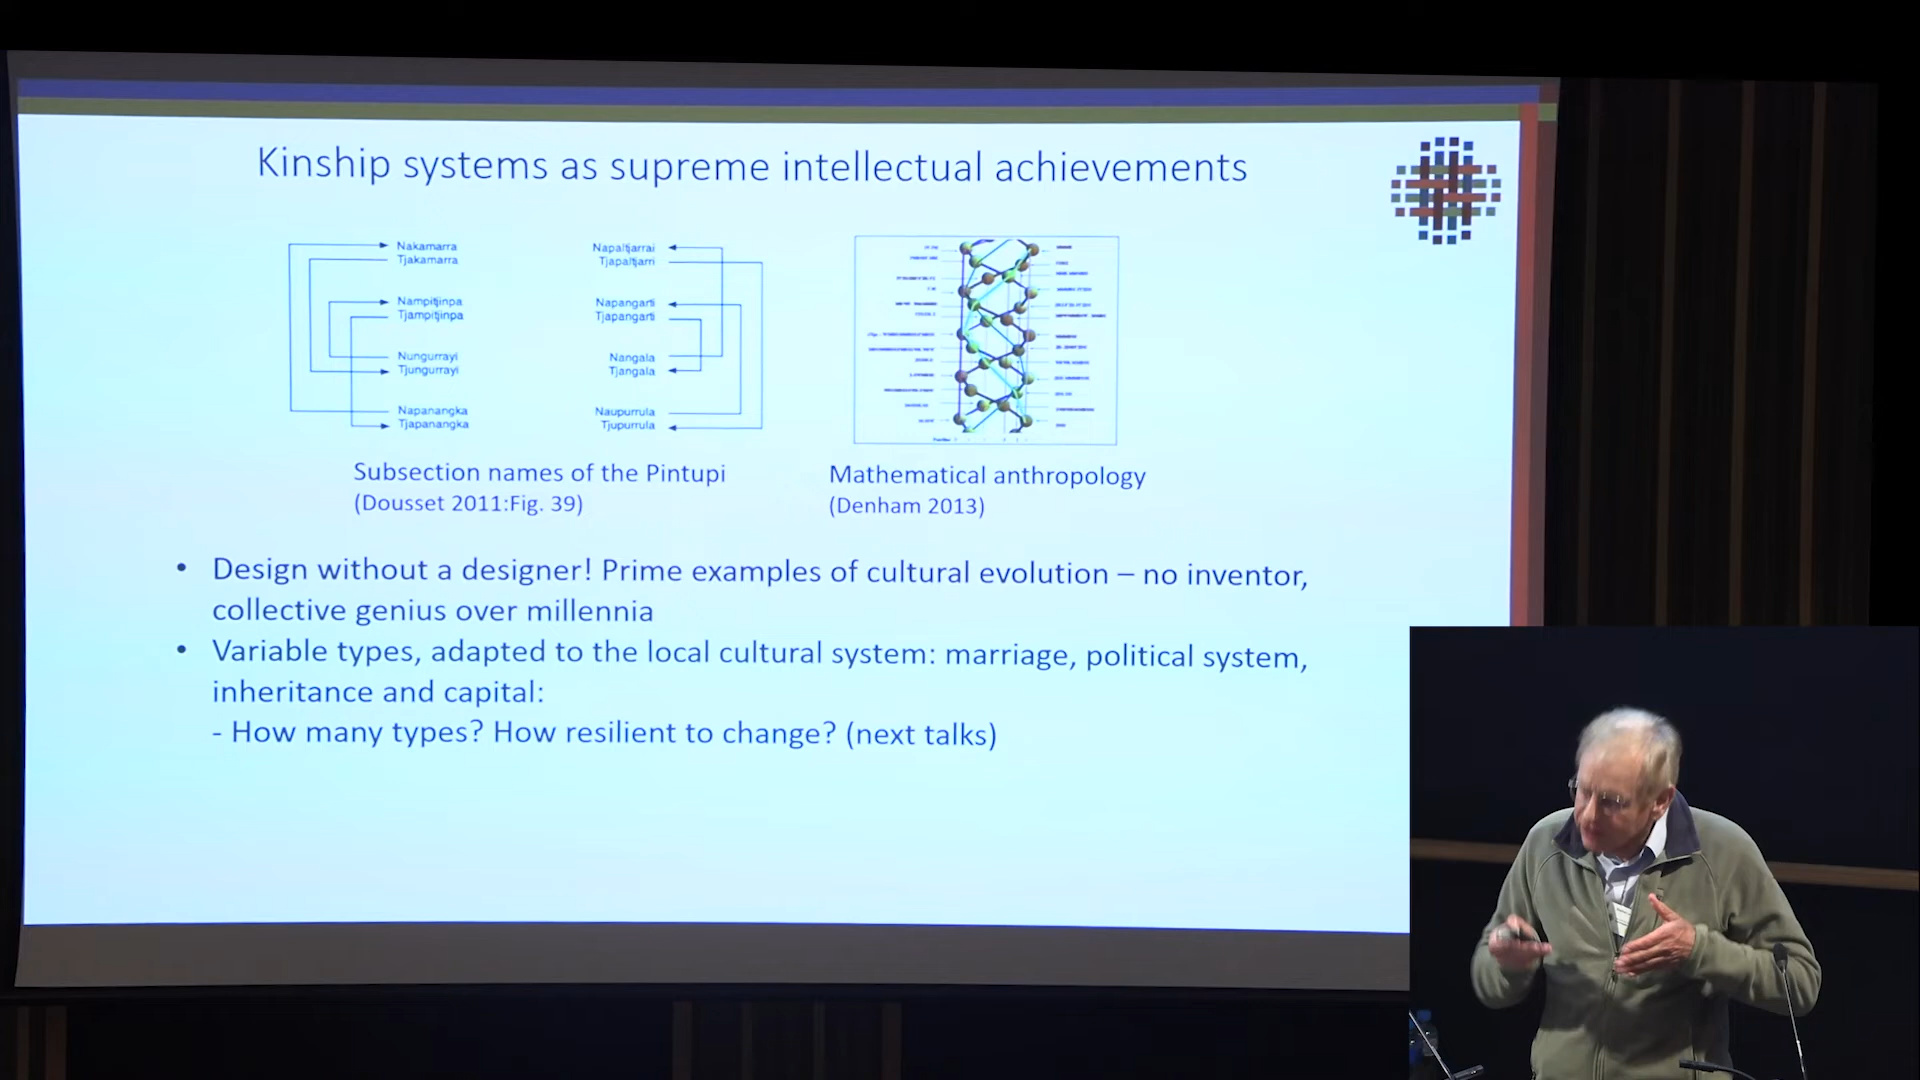 Kinship systems as supreme intellectual achievements
Nakamarra
Tjakamarra
Nampitjinpa
Tjampitjinpa
Nungurrayi
Tjungurrayi
Napanangka
Tjapanangka
Napaltjarrai
Tjapaltjarri
Napangarti
Tjapangarti
Nangala
Tjangala
Naupurrula
Tjupurrula
Subsection names of the Pintupi
(Dousset 2011:Fig. 39)
Mathematical anthropology
(Denham 2013)
• Design without a designer! Prime examples of cultural evolution – no inventor,
collective genius over millennia
• Variable types, adapted to the local cultural system: marriage, political system,
inheritance and capital:
- How many types? How resilient to change? (next talks)